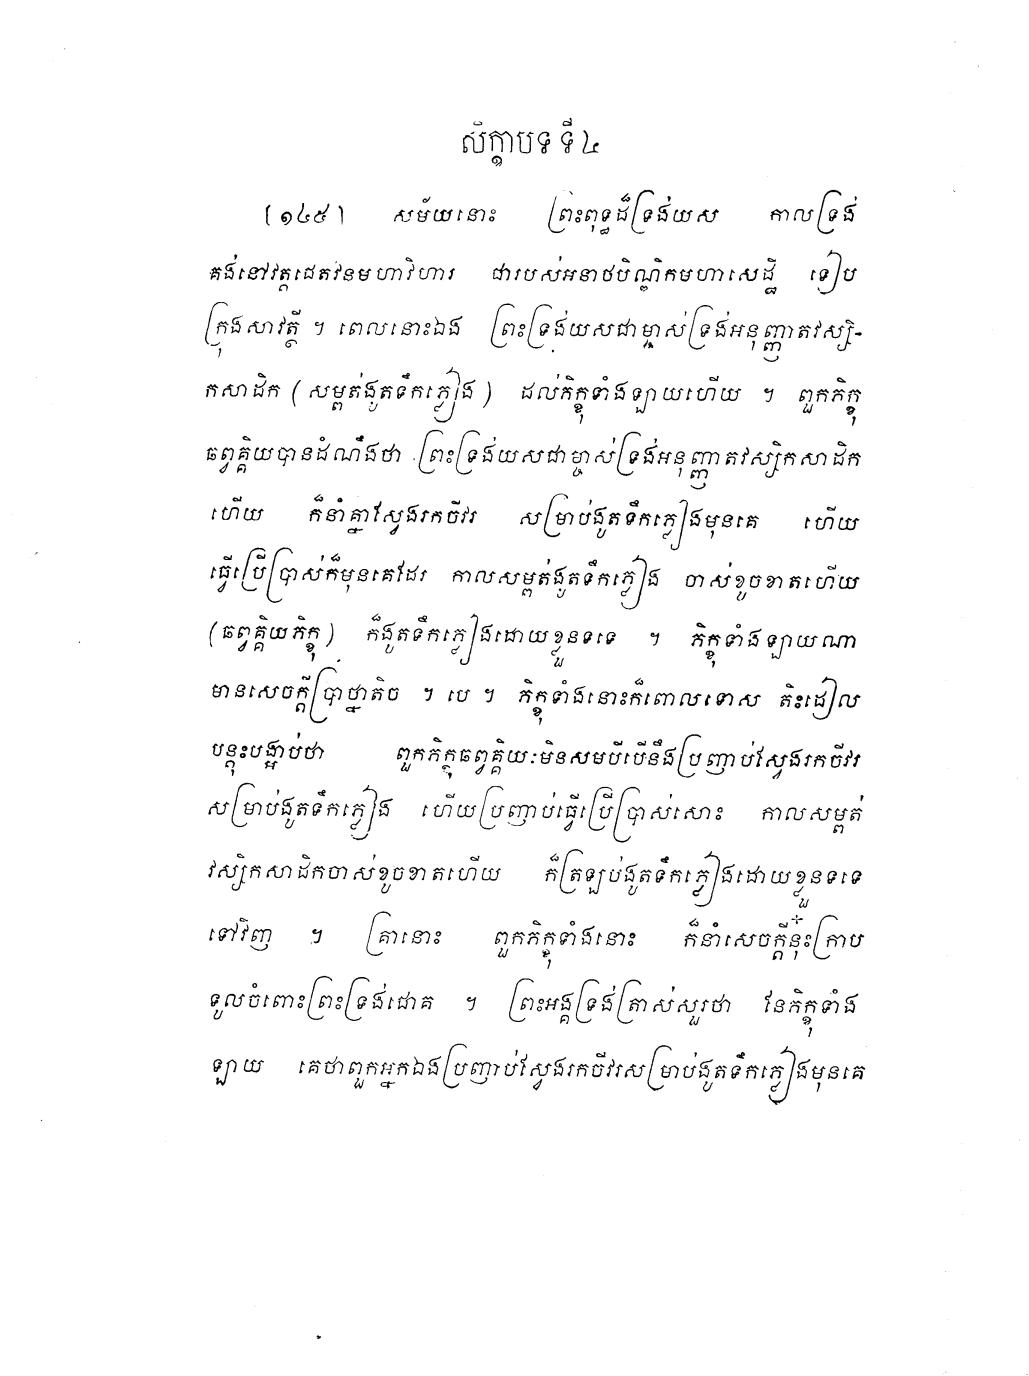 សិក្ខាបទ ទី៤
[១៤៥] សម័យនោះ ព្រះពុទ្ធដ៏ទ្រង់យស កាលទ្រង់
គង់នៅវត្តជេតវនមហាវិហារ ជារបស់អនាថបិណ្ឌិកមហាសេដ្ឋី ទៀប
ក្រុងសាវត្ថី ។ ពេលនោះឯង ព្រះទ្រង់យសជាម្ចាស់ទ្រង់អនុញ្ញាតវស្សិ-
កសាដិក (សម្ពត់ងូតទឹកភ្លៀង) ដល់ភិក្ខុទាំងឡាយហើយ ។ ពួកភិក្ខុ
ឆព្វគ្គិយបានដំណឹងថា ព្រះទ្រង់យសជាម្ចាស់ទ្រង់អនុញ្ញាតវស្សិកសាដិក
ហើយ ក៏នាំគ្នាស្វែងរកចីវរ សម្រាប់ងូតទឹកភ្លៀងមុនគេ ហើយ
ធ្វើប្រើប្រាស់ក៏មុនគេដែរ កាលសម្ពត់ងូតទឹកភ្លៀង ចាស់ខូចខាតហើយ
(ឆព្វគ្គិយភិក្ខុ) ក៏ងូតទឹកភ្លៀងដោយខ្លួនទទេ ។ ភិក្ខុទាំងឡាយណា
មានសេចក្តីប្រាថ្នាតិច ។ បេ ។ ភិក្ខុទាំងនោះក៏ពោលទោស តិះដៀល
បន្តុះបង្អាប់ថា ពួកភិក្ខុឆព្វគ្គិយៈមិនសមបីបើនឹងប្រញាប់ស្វែងរកចីវរ
សម្រាប់ងូតទឹកភ្លៀង ហើយប្រញាប់ធ្វើប្រើប្រាស់សោះ កាលសម្ពត់
វស្សិកសាដិកចាស់ខូចខាតហើយ ក៏ត្រឡប់ងូតទឹកភ្លៀងដោយខ្លួនទទេ
ទៅវិញ ។ គ្រានោះ ពួកភិក្ខុទាំងនោះ ក៏នាំសេចក្តីនុ៎ះក្រាប
ទូលចំពោះព្រះទ្រង់ជោគ ។ ព្រះអង្គទ្រង់ត្រាស់សួរថា នែភិក្ខុទាំង
ឡាយ គេថាពួកអ្នកឯងប្រញាប់ស្វែងរកចីវរសម្រាប់ងូតទឹកភ្លៀងមុនគេ